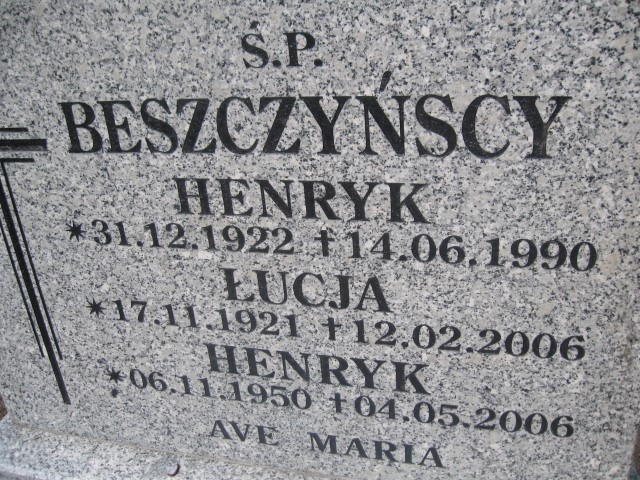 Ś.P.
BESZCZYŃSCY
HENRYK
*31.12.1922 †14.06.1990
ŁUCJA
*17.11.1921 †12.02.2006
HENRYK
*06.11.1950 †04.05.2006
AVE MARIA